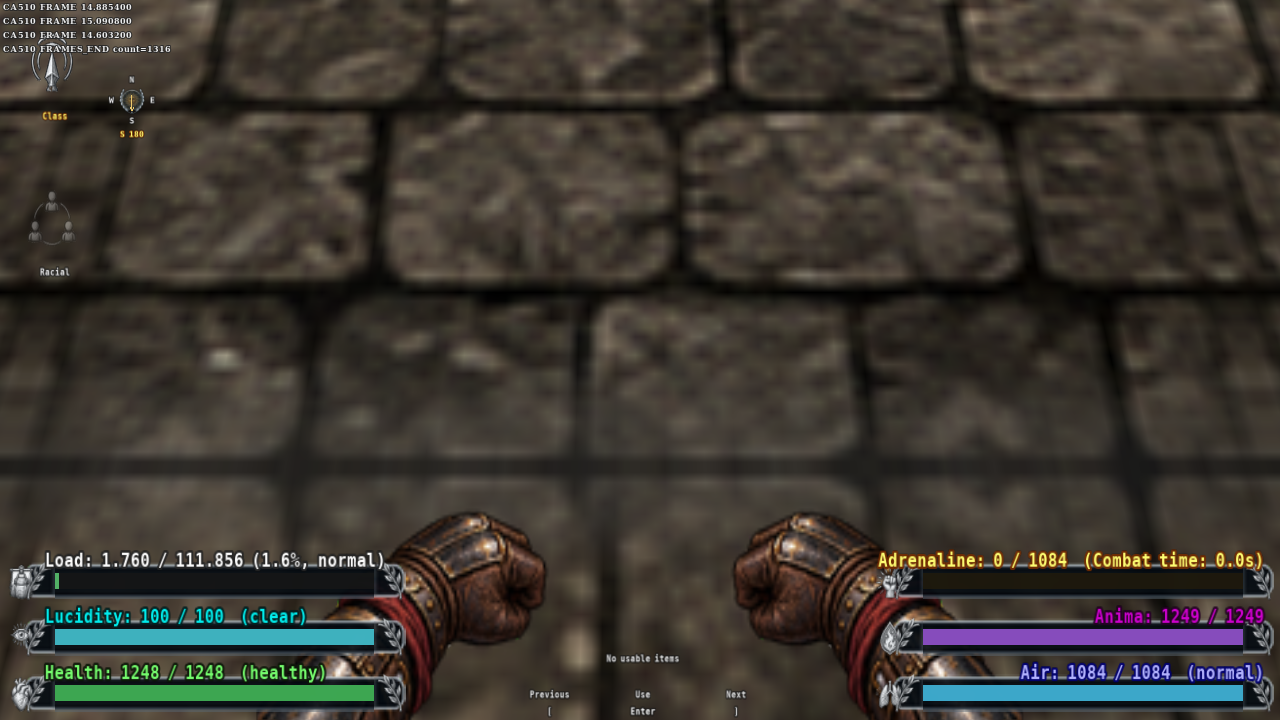 CA510 FRAME 14.885400
CA510 FRAME 15.090800
CA510 FRAME 14.603200
CA510 FRAMES_END count=1316
N
W E
S
Class
S 180
Racial
Load: 1.760 / 111.856 (1.6%, normal)
Adrenaline: 0 / 1084 (Combat time: 0.0s)
Lucidity: 100 / 100 (clear)
Anima: 1249 / 1249
No usable items
Health: 1248 / 1248 (healthy)
Air: 1084 / 1084 (normal)
Previous Use Next
[ Enter ]